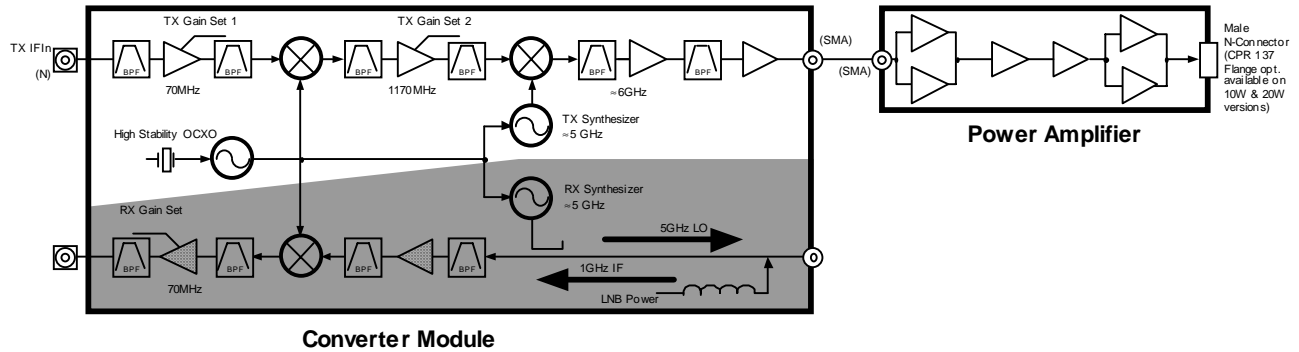 TX Gain Set 1
TX Gain Set 2
TX IFIn
(N)
BPF
BPF
BPF
BPF
BPF
BPF
70MHz
1170MHz
≈6GHz
(SMA)
(SMA)
Male
N-Connector
(CPR 137
Flange opt.
available on
10W & 20W
versions)
Power Amplifier
High Stability OCXO
TX Synthesizer
≈5 GHz
RX Synthesizer
≈5 GHz
RX Gain Set
5GHz LO
BPF
BPF
BPF
BPF
70MHz
1GHz IF
LNB Power
Converter Module